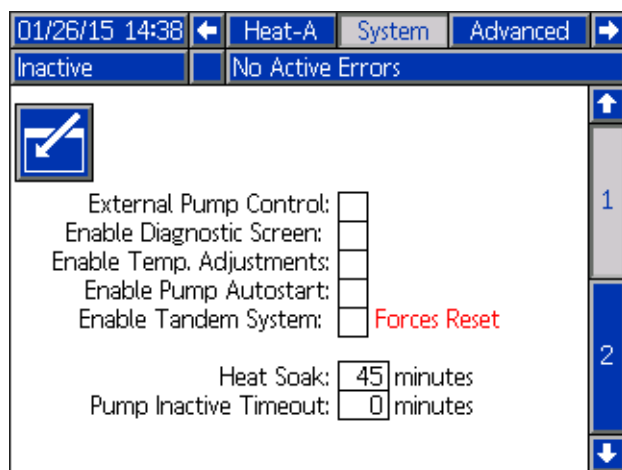 01/26/15 14:38 Heat-A System Advanced
Inactive No Active Errors
1
External Pump Control:
Enable Diagnostic Screen:
Enable Temp. Adjustments:
Enable Pump Autostart:
Enable Tandem System: Forces Reset
2
Heat Soak: 45 minutes
Pump Inactive Timeout: 0 minutes